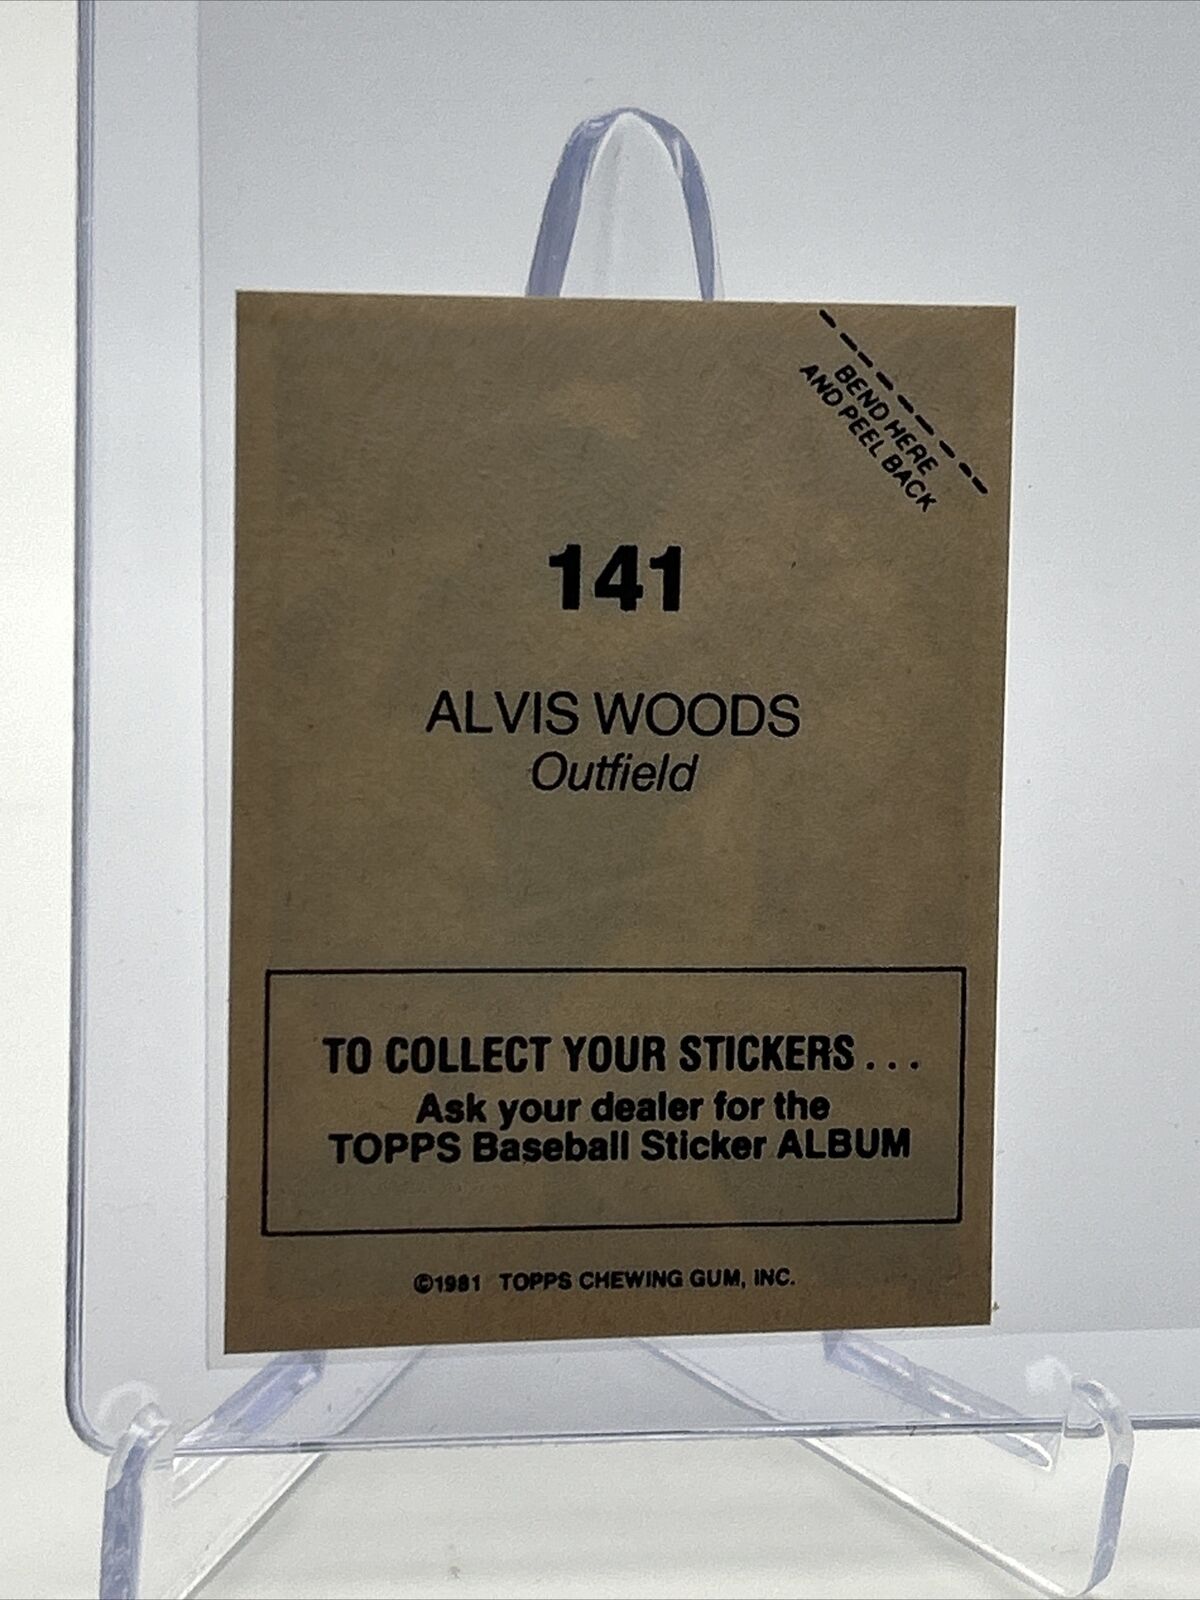 BEND HERE
AND PEEL BACK
141
ALVIS WOODS
Outfield
TO COLLECT YOUR STICKERS...
Ask your dealer for the
TOPPS Baseball Sticker ALBUM
©1981 TOPPS CHEWING GUM, INC.